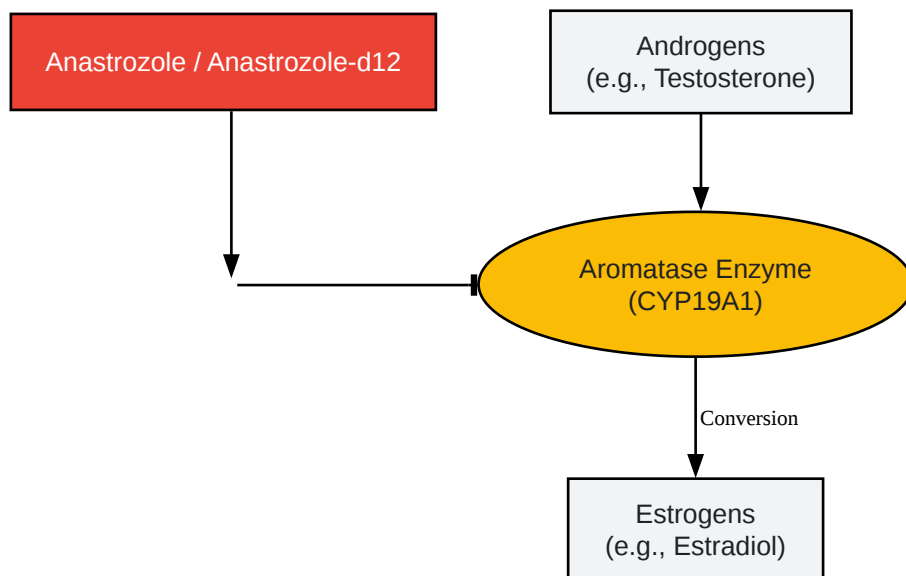 Anastrozole / Anastrozole-d12
Androgens
(e.g., Testosterone)
Aromatase Enzyme
(CYP19A1)
Conversion
Estrogens
(e.g., Estradiol)